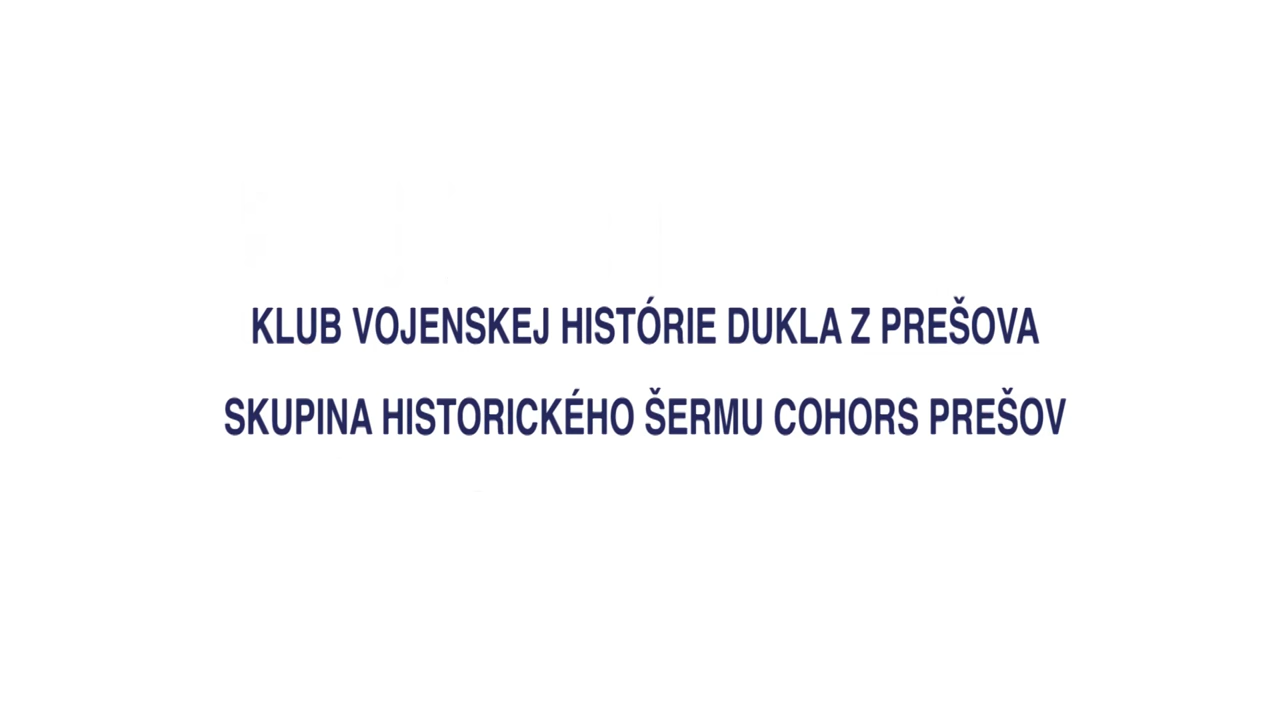 KLUB VOJENSKEJ HISTÓRIE DUKLA Z PREŠOVA
SKUPINA HISTORICKÉHO ŠERMU COHORS PREŠOV